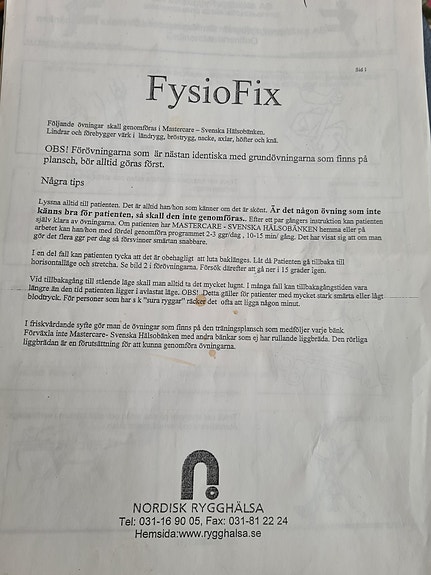 Sid 1
FysioFix
Följande övningar skall genomföras i Mastercare – Svenska Hälsobänken.
Lindrar och förebygger värk i ländrygg, bröstrygg, nacke, axlar, höfter och knä.
OBS! Förövningarna som är nästan identiska med grundövningarna som finns på
plansch, bör alltid göras först.
Några tips
Lyssna alltid till patienten. Det är alltid han/hon som känner om det är skönt. Är det någon övning som inte
känns bra för patienten, så skall den inte genomföras.. Efter ett par gångers instruktion kan patienten
själv klara av övningarna. Om patienten har MASTERCARE - SVENSKA HÄLSOBÄNKEN hemma eller på
arbetet kan han/hon med fördel genomföra programmet 2-3 ggr/dag , 10-15 min/ gång. Det har visat sig att om man
gör det flera ggr per dag så försvinner smärtan snabbare.
I en del fall kan patienten tycka att det är obehagligt att luta baklänges. Låt då Patienten gå tillbaka till
horisontalläge och stretcha. Se bild 2 i förövningarna. Försök därefter att gå ner i 15 grader igen.
Vid tillbakagång till stående läge skall man alltid ta det mycket lugnt. I många fall kan tillbakagångstiden vara
längre än den tid patienten ligger i avlastat läge. OBS! Detta gäller för patienter med mycket stark smärta eller lågt
blodtryck. För personer som har s k "sura ryggar" räcker det ofta att ligga någon minut.
I friskvårdande syfte gör man de övningar som finns på den träningsplansch som medföljer varje bänk.
Förväxla inte Mastercare- Svenska Hälsobänken med andra bänkar som ej har rullande liggbräda. Den rörliga
liggbrädan är en förutsättning för att kunna genomföra övningarna.
NORDISK RYGGHÄLSA
Tel: 031-16 90 05, Fax: 031-81 22 24
Hemsida:www.rygghalsa.se